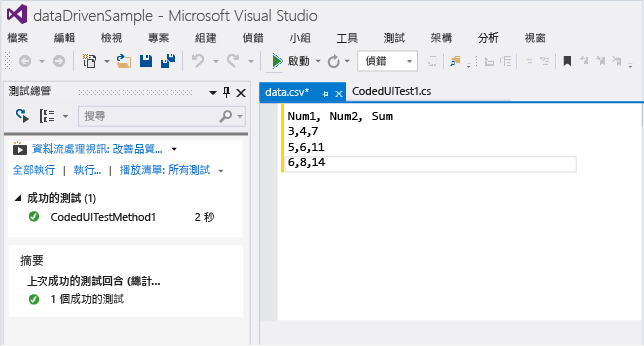 dataDrivenSample - Microsoft Visual Studio
檔案 編輯 檢視 專案 組建 偵錯 小組 工具 測試 架構 分析 視窗
啟動 偵錯
測試總管
搜尋
資料流處理視訊: 改善品質...
全部執行 | 執行... | 播放清單: 所有測試
成功的測試 (1)
CodedUITestMethod1 2 秒
摘要
上次成功的測試回合 (總計...
1 個成功的測試
data.csv* CodedUITest1.cs
Num1, Num2, Sum
3,4,7
5,6,11
6,8,14